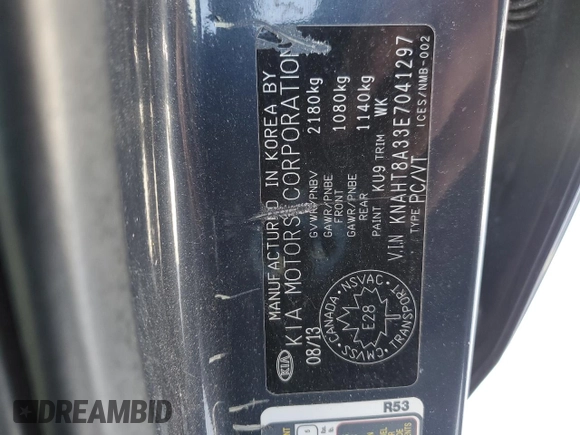 MANUFACTURED IN KOREA BY
KIA MOTORS CORPORATION
KIA
08/13
GVWR/PNBV 2180kg
GAWR/PNBE FRONT 1080kg
GAWR/PNBE REAR 1140kg
PAINT KU9 TRIM WK
VIN KNAHT8A33E7041297
TYPE PC/VT
ICES/NMB-002
CANADA NSVAC
E28
CMVSS TRANSPORT
R53
DREAMBID